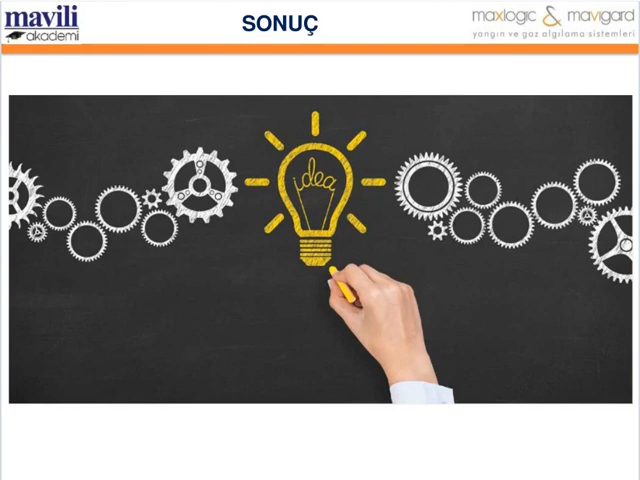 mavili
akademi
SONUÇ
maxlogic & mavigard
yangın ve gaz algılama sistemleri
idea